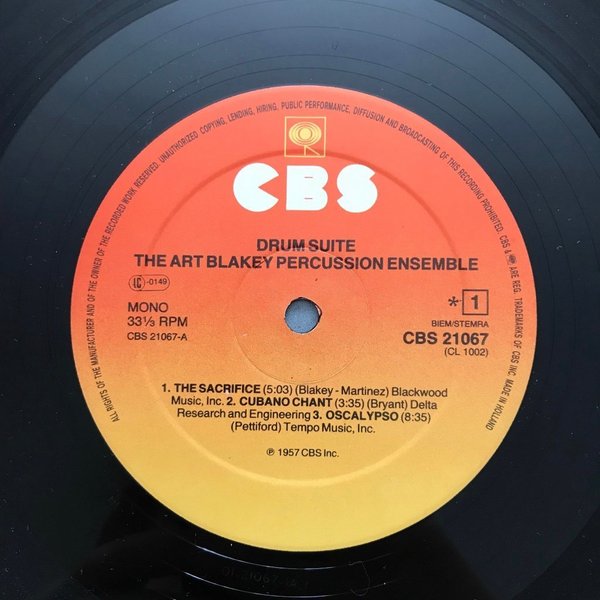 ALL RIGHTS OF THE MANUFACTURER AND OF THE OWNER OF THE RECORDED WORK RESERVED. UNAUTHORIZED COPYING, LENDING, HIRING, PUBLIC PERFORMANCE, DIFFUSION AND BROADCASTING OF THIS RECORDING PROHIBITED. CBS & ARE REG. TRADEMARKS OF CBS INC. MADE IN HOLLAND
CBS
DRUM SUITE
THE ART BLAKEY PERCUSSION ENSEMBLE
LC-0149
MONO
33⅓ RPM
CBS 21067-A
*-1
BIEM/STEMRA
CBS 21067
(CL 1002)
1. THE SACRIFICE (5:03) (Blakey - Martinez) Blackwood
Music, Inc. 2. CUBANO CHANT (3:35) (Bryant) Delta
Research and Engineering 3. OSCALYPSO (8:35)
(Pettiford) Tempo Music, Inc.
℗ 1957 CBS Inc.